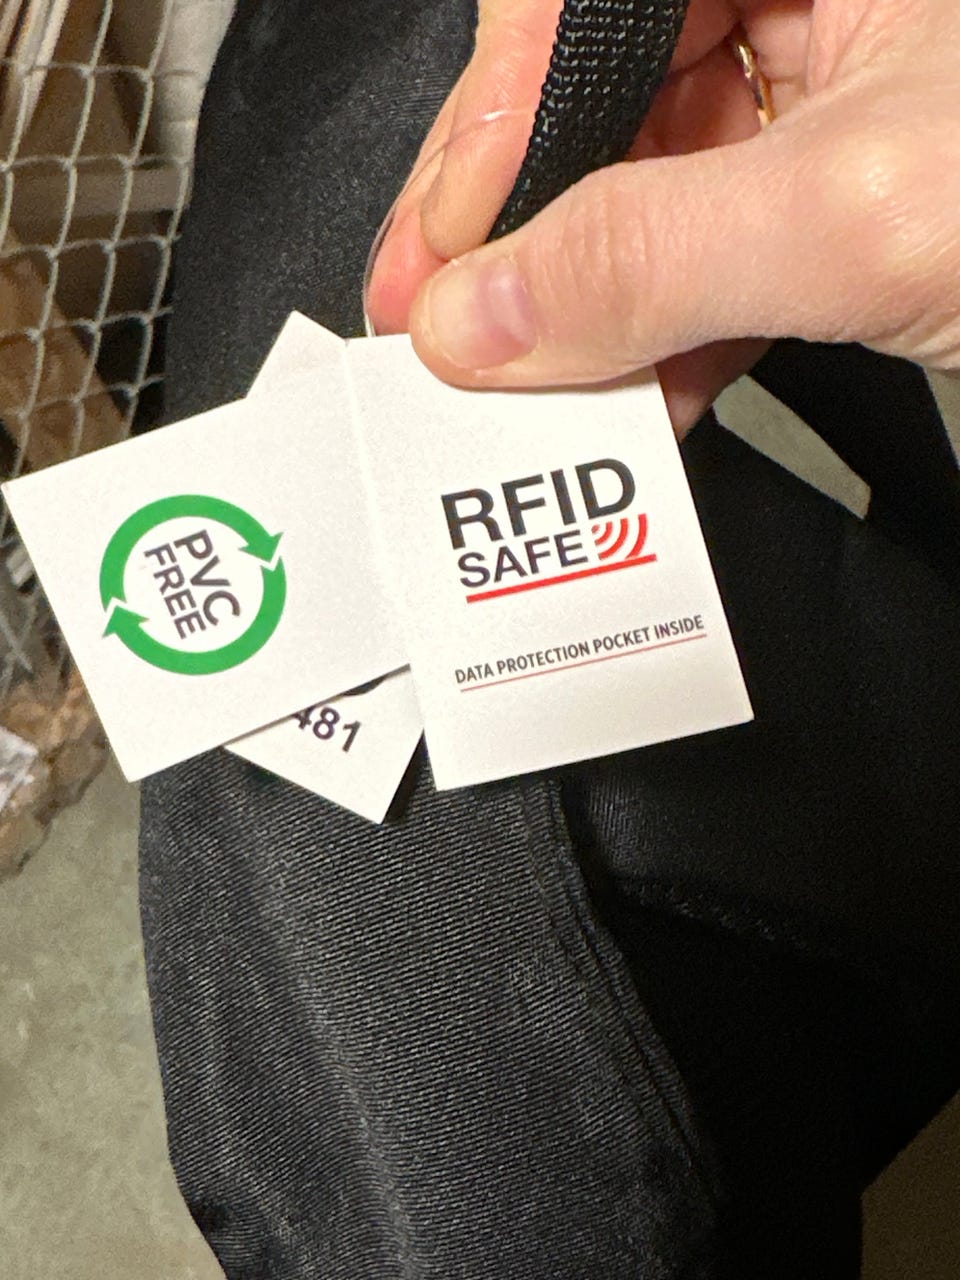 PVC
FREE
RFID
SAFE
DATA PROTECTION POCKET INSIDE
481